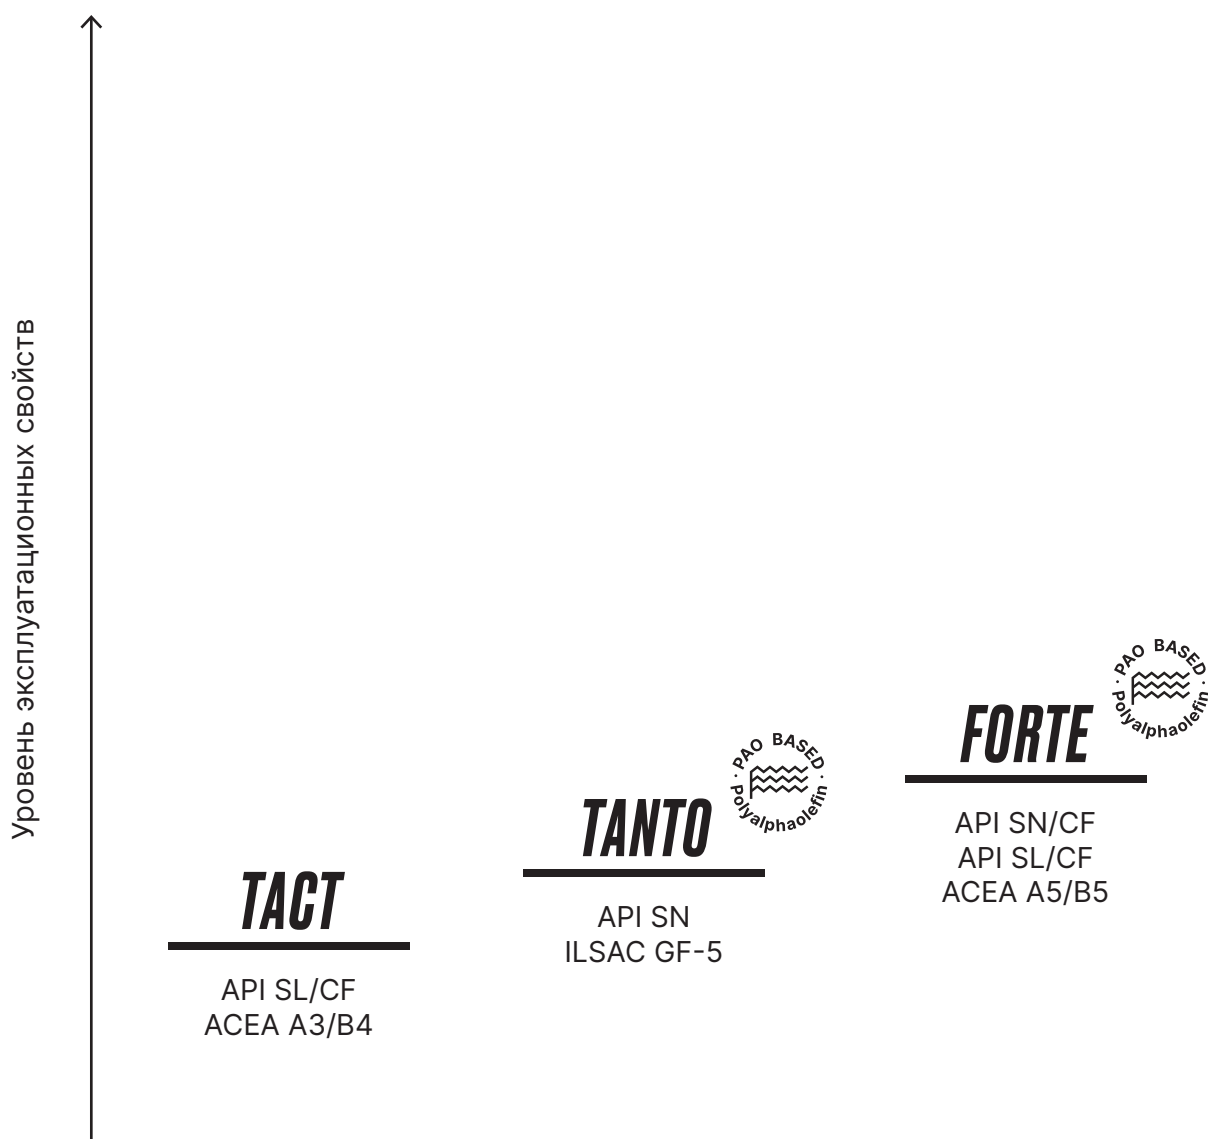 Уровень эксплуатационных свойств
TACT
API SL/CF
ACEA A3/B4
· PAO BASED ·
Polyalphaolefin
TANTO
API SN
ILSAC GF-5
· PAO BASED ·
Polyalphaolefin
FORTE
API SN/CF
API SL/CF
ACEA A5/B5